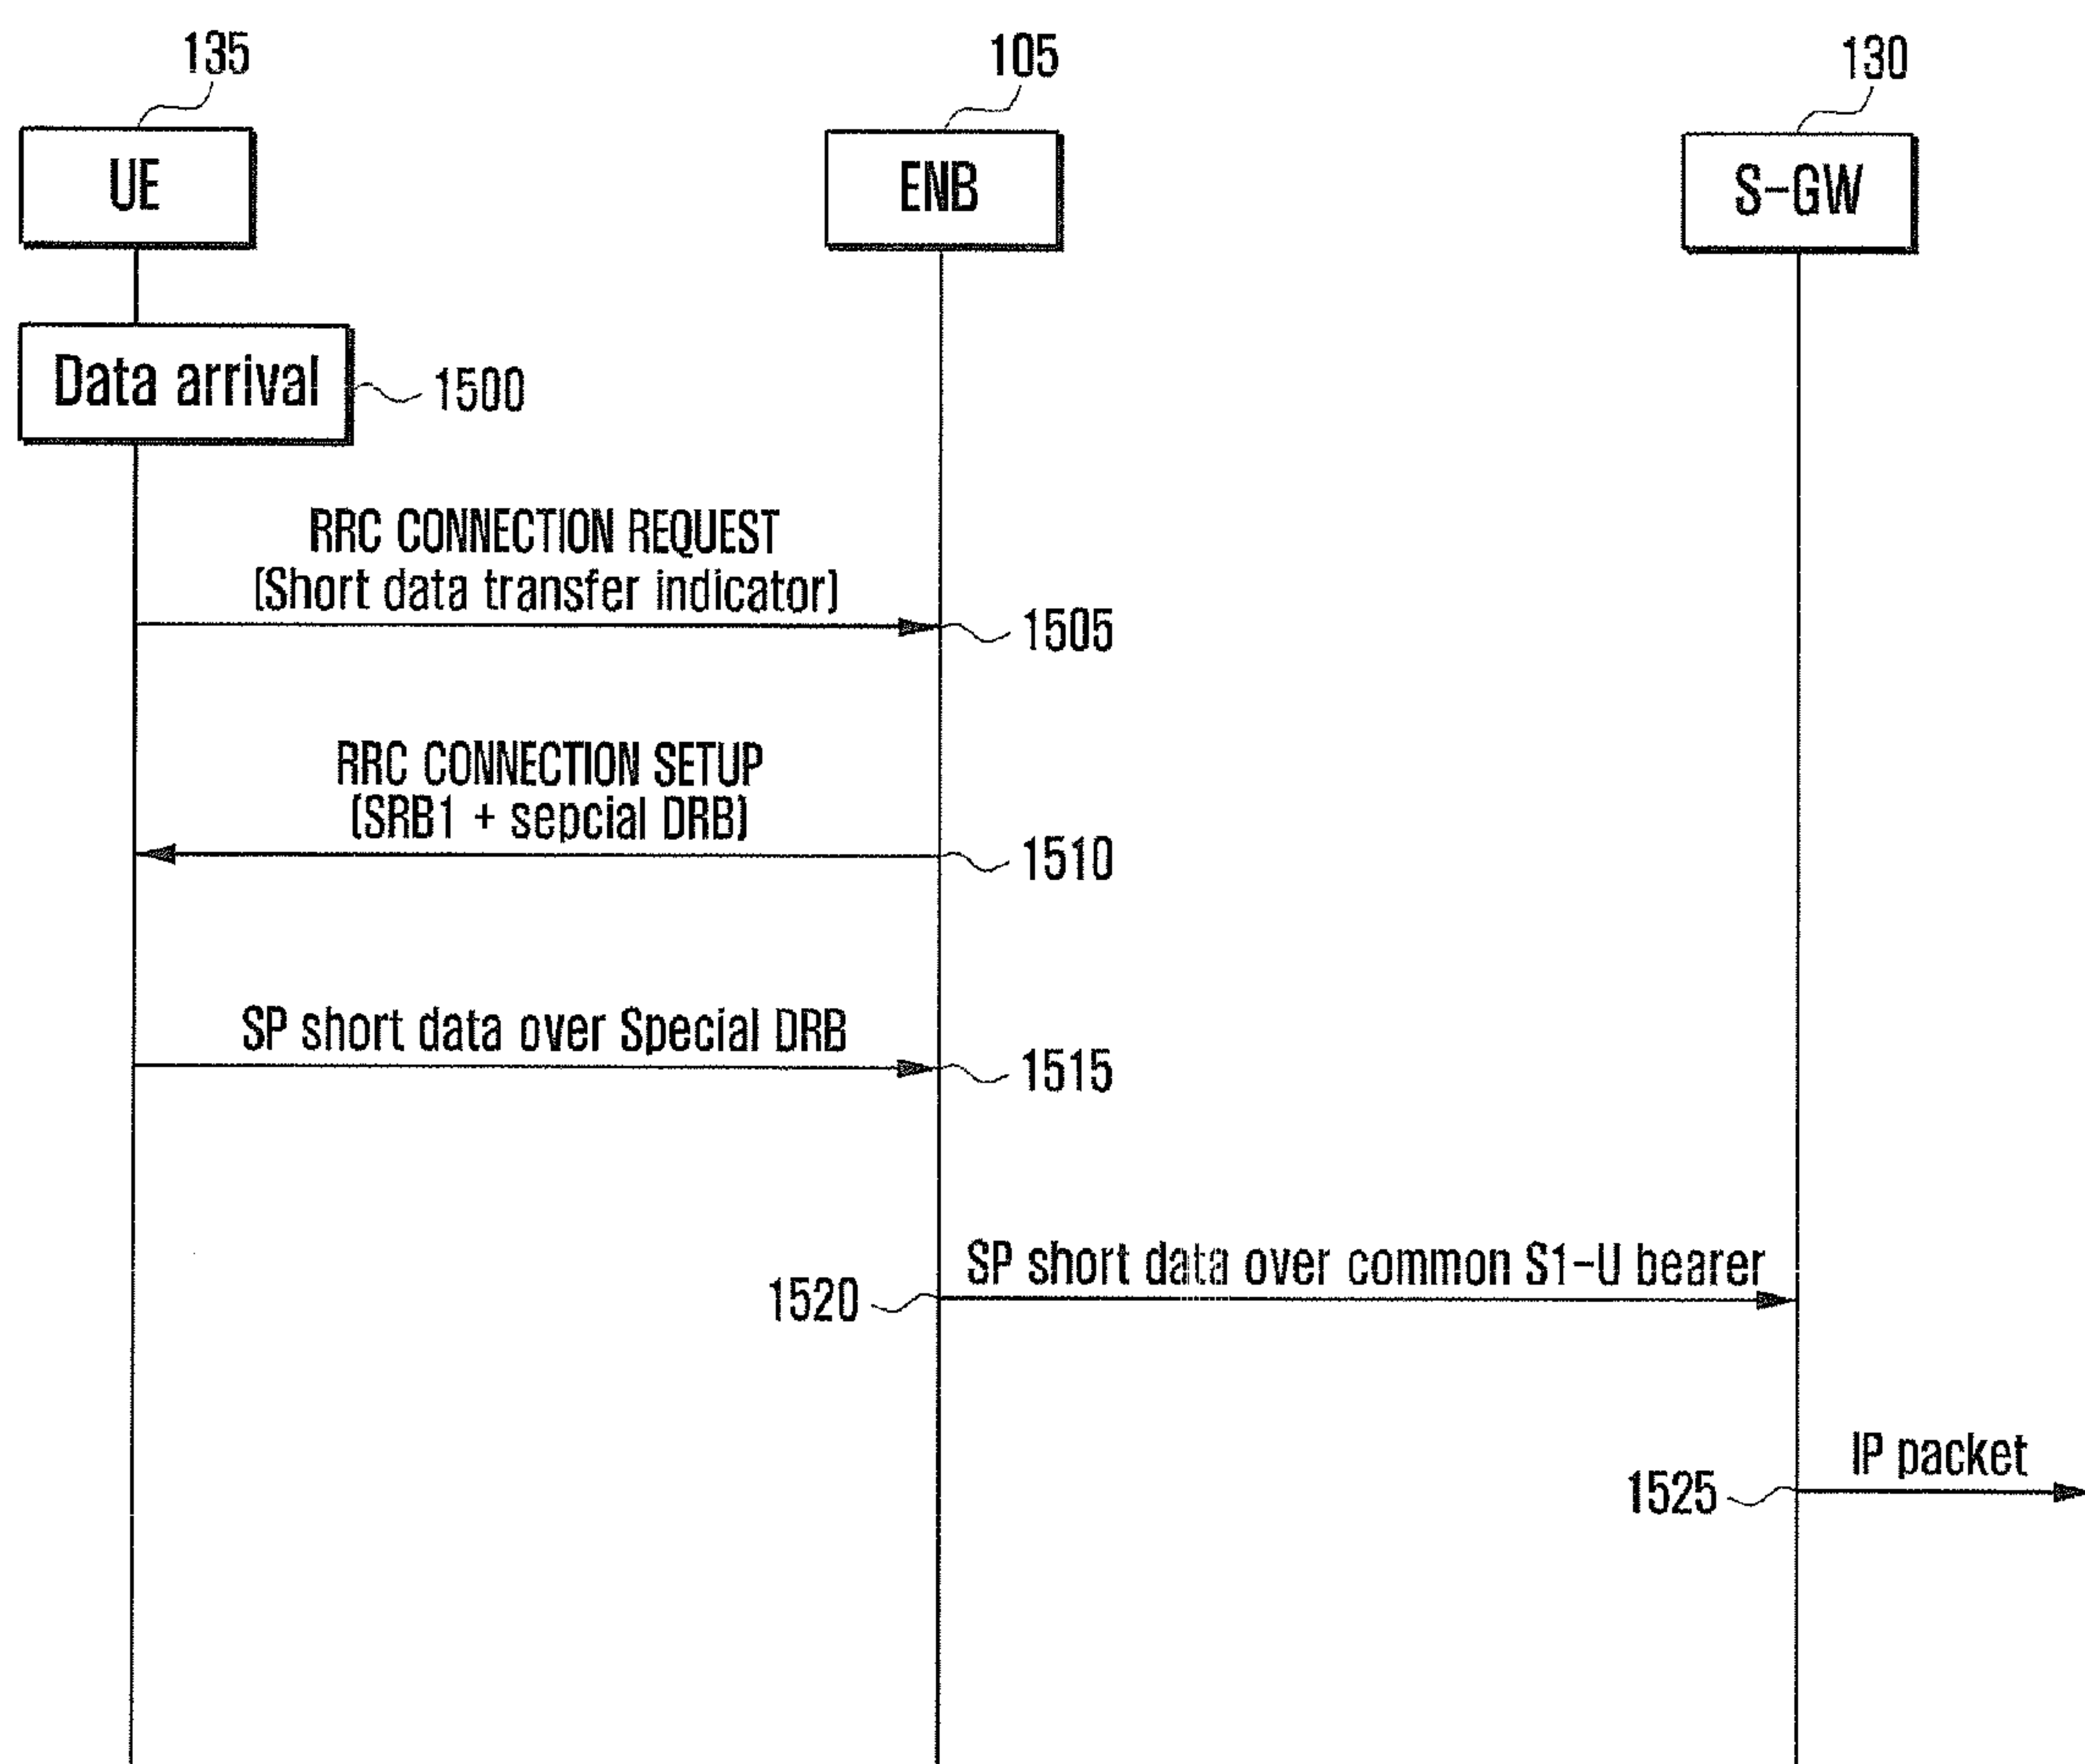 135
105
130
UE
ENB
S-GW
Data arrival
1500
RRC CONNECTION REQUEST
(Short data transfer indicator)
1505
RRC CONNECTION SETUP
(SRB1 + sepcial DRB)
1510
SP short data over Special DRB
1515
SP short data over common S1-U bearer
1520
IP packet
1525